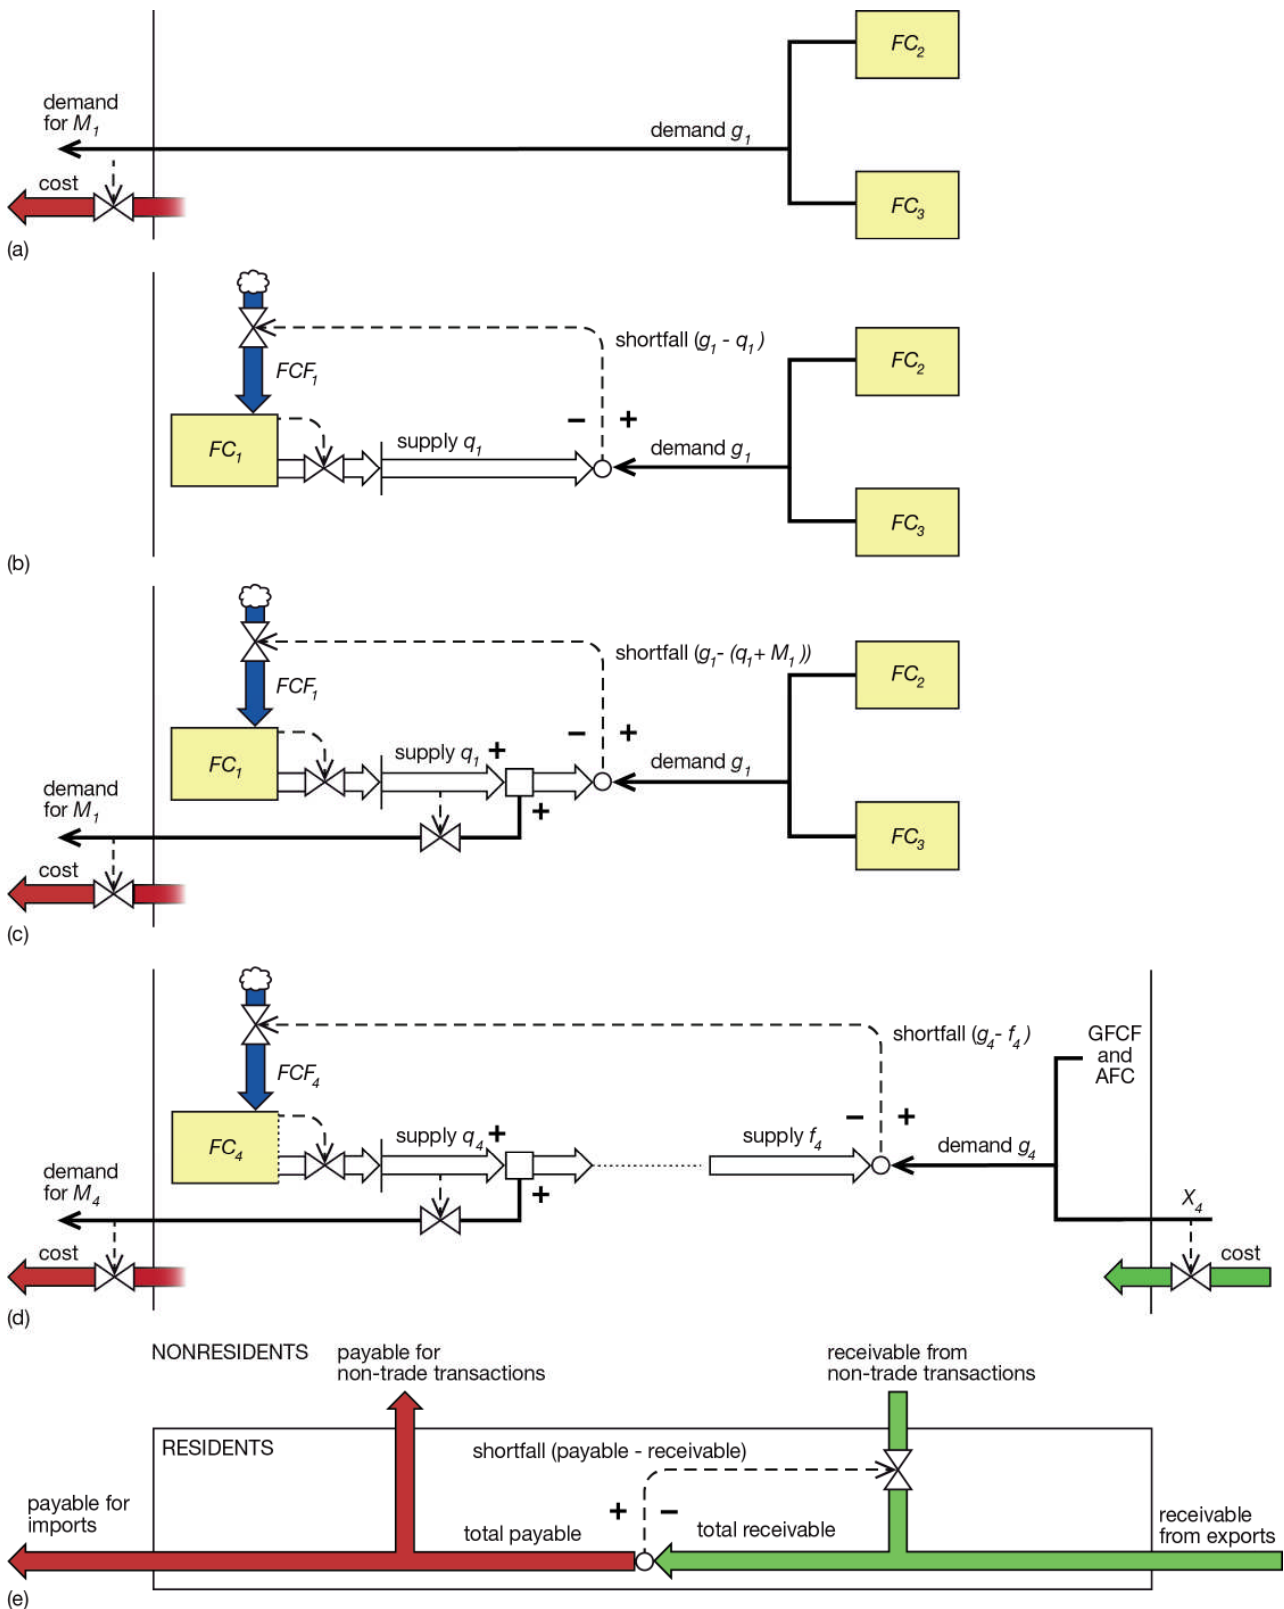 FC2
demand
for M1
demand g1
cost
FC3
(a)
shortfall (g1 - q1)
FC2
FCF1
− +
FC1
supply q1
demand g1
FC3
(b)
shortfall (g1- (q1+ M1))
FC2
FCF1
− +
FC1
supply q1 +
demand g1
demand
for M1
+
FC3
cost
(c)
shortfall (g4- f4)
GFCF
and
AFC
FCF4
− +
FC4
supply q4 +
supply f4
demand g4
demand
for M4
+
X4
cost
cost
(d)
NONRESIDENTS
payable for
non-trade transactions
receivable from
non-trade transactions
RESIDENTS
shortfall (payable - receivable)
payable for
imports
+ −
total payable
total receivable
receivable
from exports
(e)